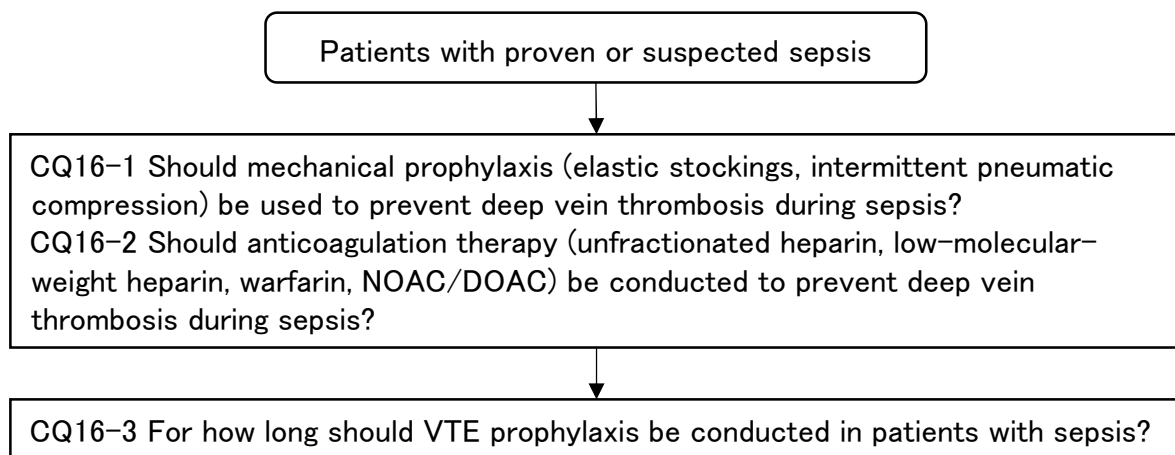 Patients with proven or suspected sepsis
CQ16-1 Should mechanical prophylaxis (elastic stockings, intermittent pneumatic
compression) be used to prevent deep vein thrombosis during sepsis?
CQ16-2 Should anticoagulation therapy (unfractionated heparin, low-molecular-
weight heparin, warfarin, NOAC/DOAC) be conducted to prevent deep vein
thrombosis during sepsis?
CQ16-3 For how long should VTE prophylaxis be conducted in patients with sepsis?